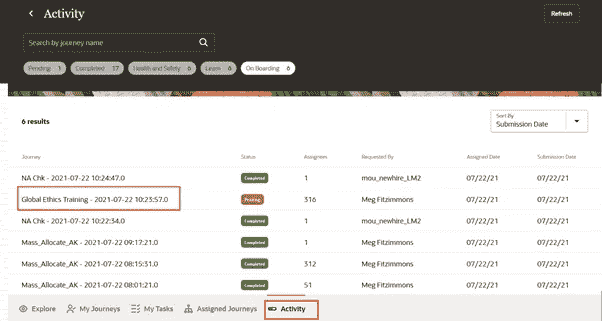 Activity
Refresh
Search by journey name
Pending 1 Completed 37 Health and Safety 6 Learn 6 On Boarding 6
6 results
Sort By
Submission Date
Journey Status Assignees Requested By Assigned Date Submission Date
NA Chk - 2021-07-22 10:24:47.0 Completed 1 mou_newhire_LM2 07/22/21 07/22/21
Global Ethics Training - 2021-07-22 10:23:57.0 Pending 316 Meg Fitzimmons 07/22/21 07/22/21
NA Chk - 2021-07-22 10:22:34.0 Completed 1 mou_newhire_LM2 07/22/21 07/22/21
Mass_Allocate_AK - 2021-07-22 09:17:21.0 Completed 1 Meg Fitzimmons 07/22/21 07/22/21
Mass_Allocate_AK - 2021-07-22 08:15:31.0 Completed 312 Meg Fitzimmons 07/22/21 07/22/21
Mass_Allocate_AK - 2021-07-22 08:01:21.0 Completed 51 Meg Fitzimmons 07/22/21 07/22/21
Explore My Journeys My Tasks Assigned Journeys Activity